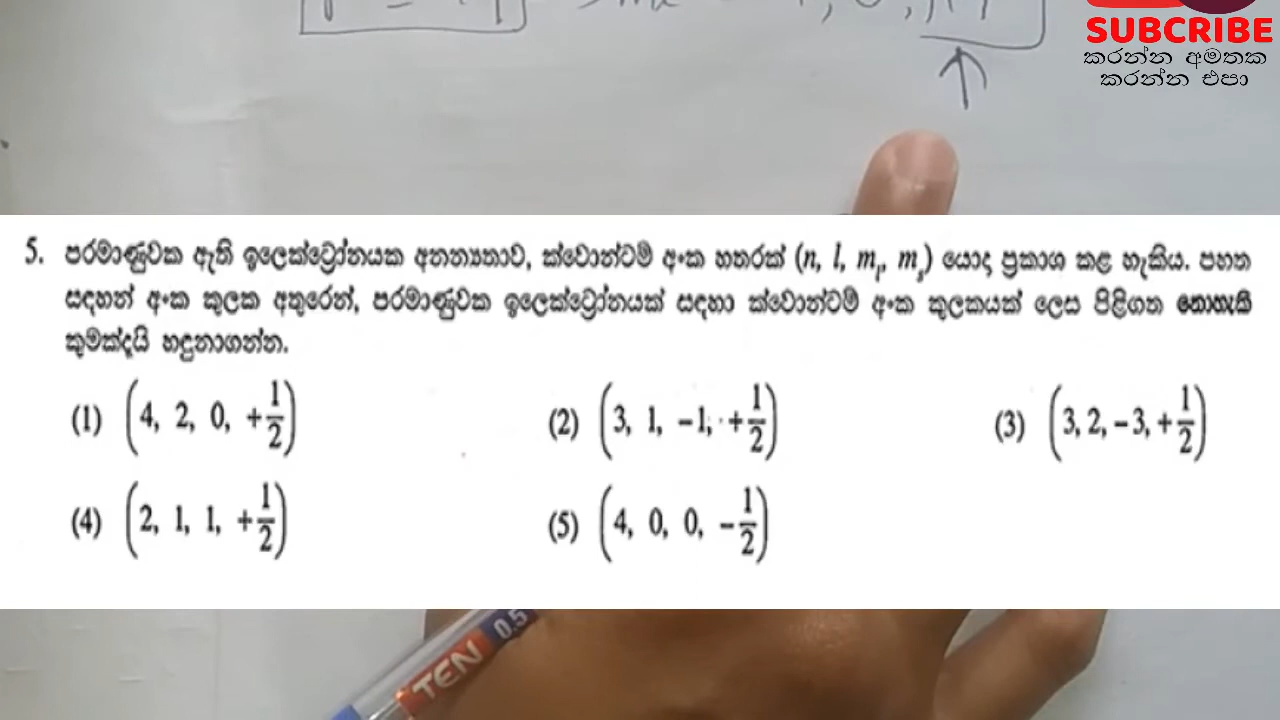 SUBCRIBE
කරන්න අමතක
කරන්න එපා
5. පරමාණුවක ඇති ඉලෙක්ට්‍රෝනයක අනන්‍යතාව, ක්වොන්ටම් අංක හතරක් (n, l, mₗ, mₛ) යොදා ප්‍රකාශ කළ හැකිය. පහත
සඳහන් අංක කුලක අතුරෙන්, පරමාණුවක ඉලෙක්ට්‍රෝනයක් සඳහා ක්වොන්ටම් අංක කුලකයක් ලෙස පිළිගත නොහැකි
කුමක්දැයි හඳුනාගන්න.
(1) (4, 2, 0, +1/2) (2) (3, 1, −1, +1/2) (3) (3, 2, −3, +1/2)
(4) (2, 1, 1, +1/2) (5) (4, 0, 0, −1/2)
TEN 0.5